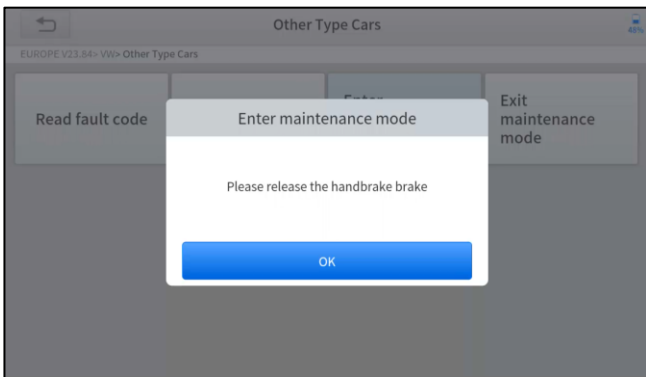 Other Type Cars
48%
EUROPE V23.84> VW> Other Type Cars
Read fault code
Enter
Exit
maintenance
mode
Enter maintenance mode
Please release the handbrake brake
OK